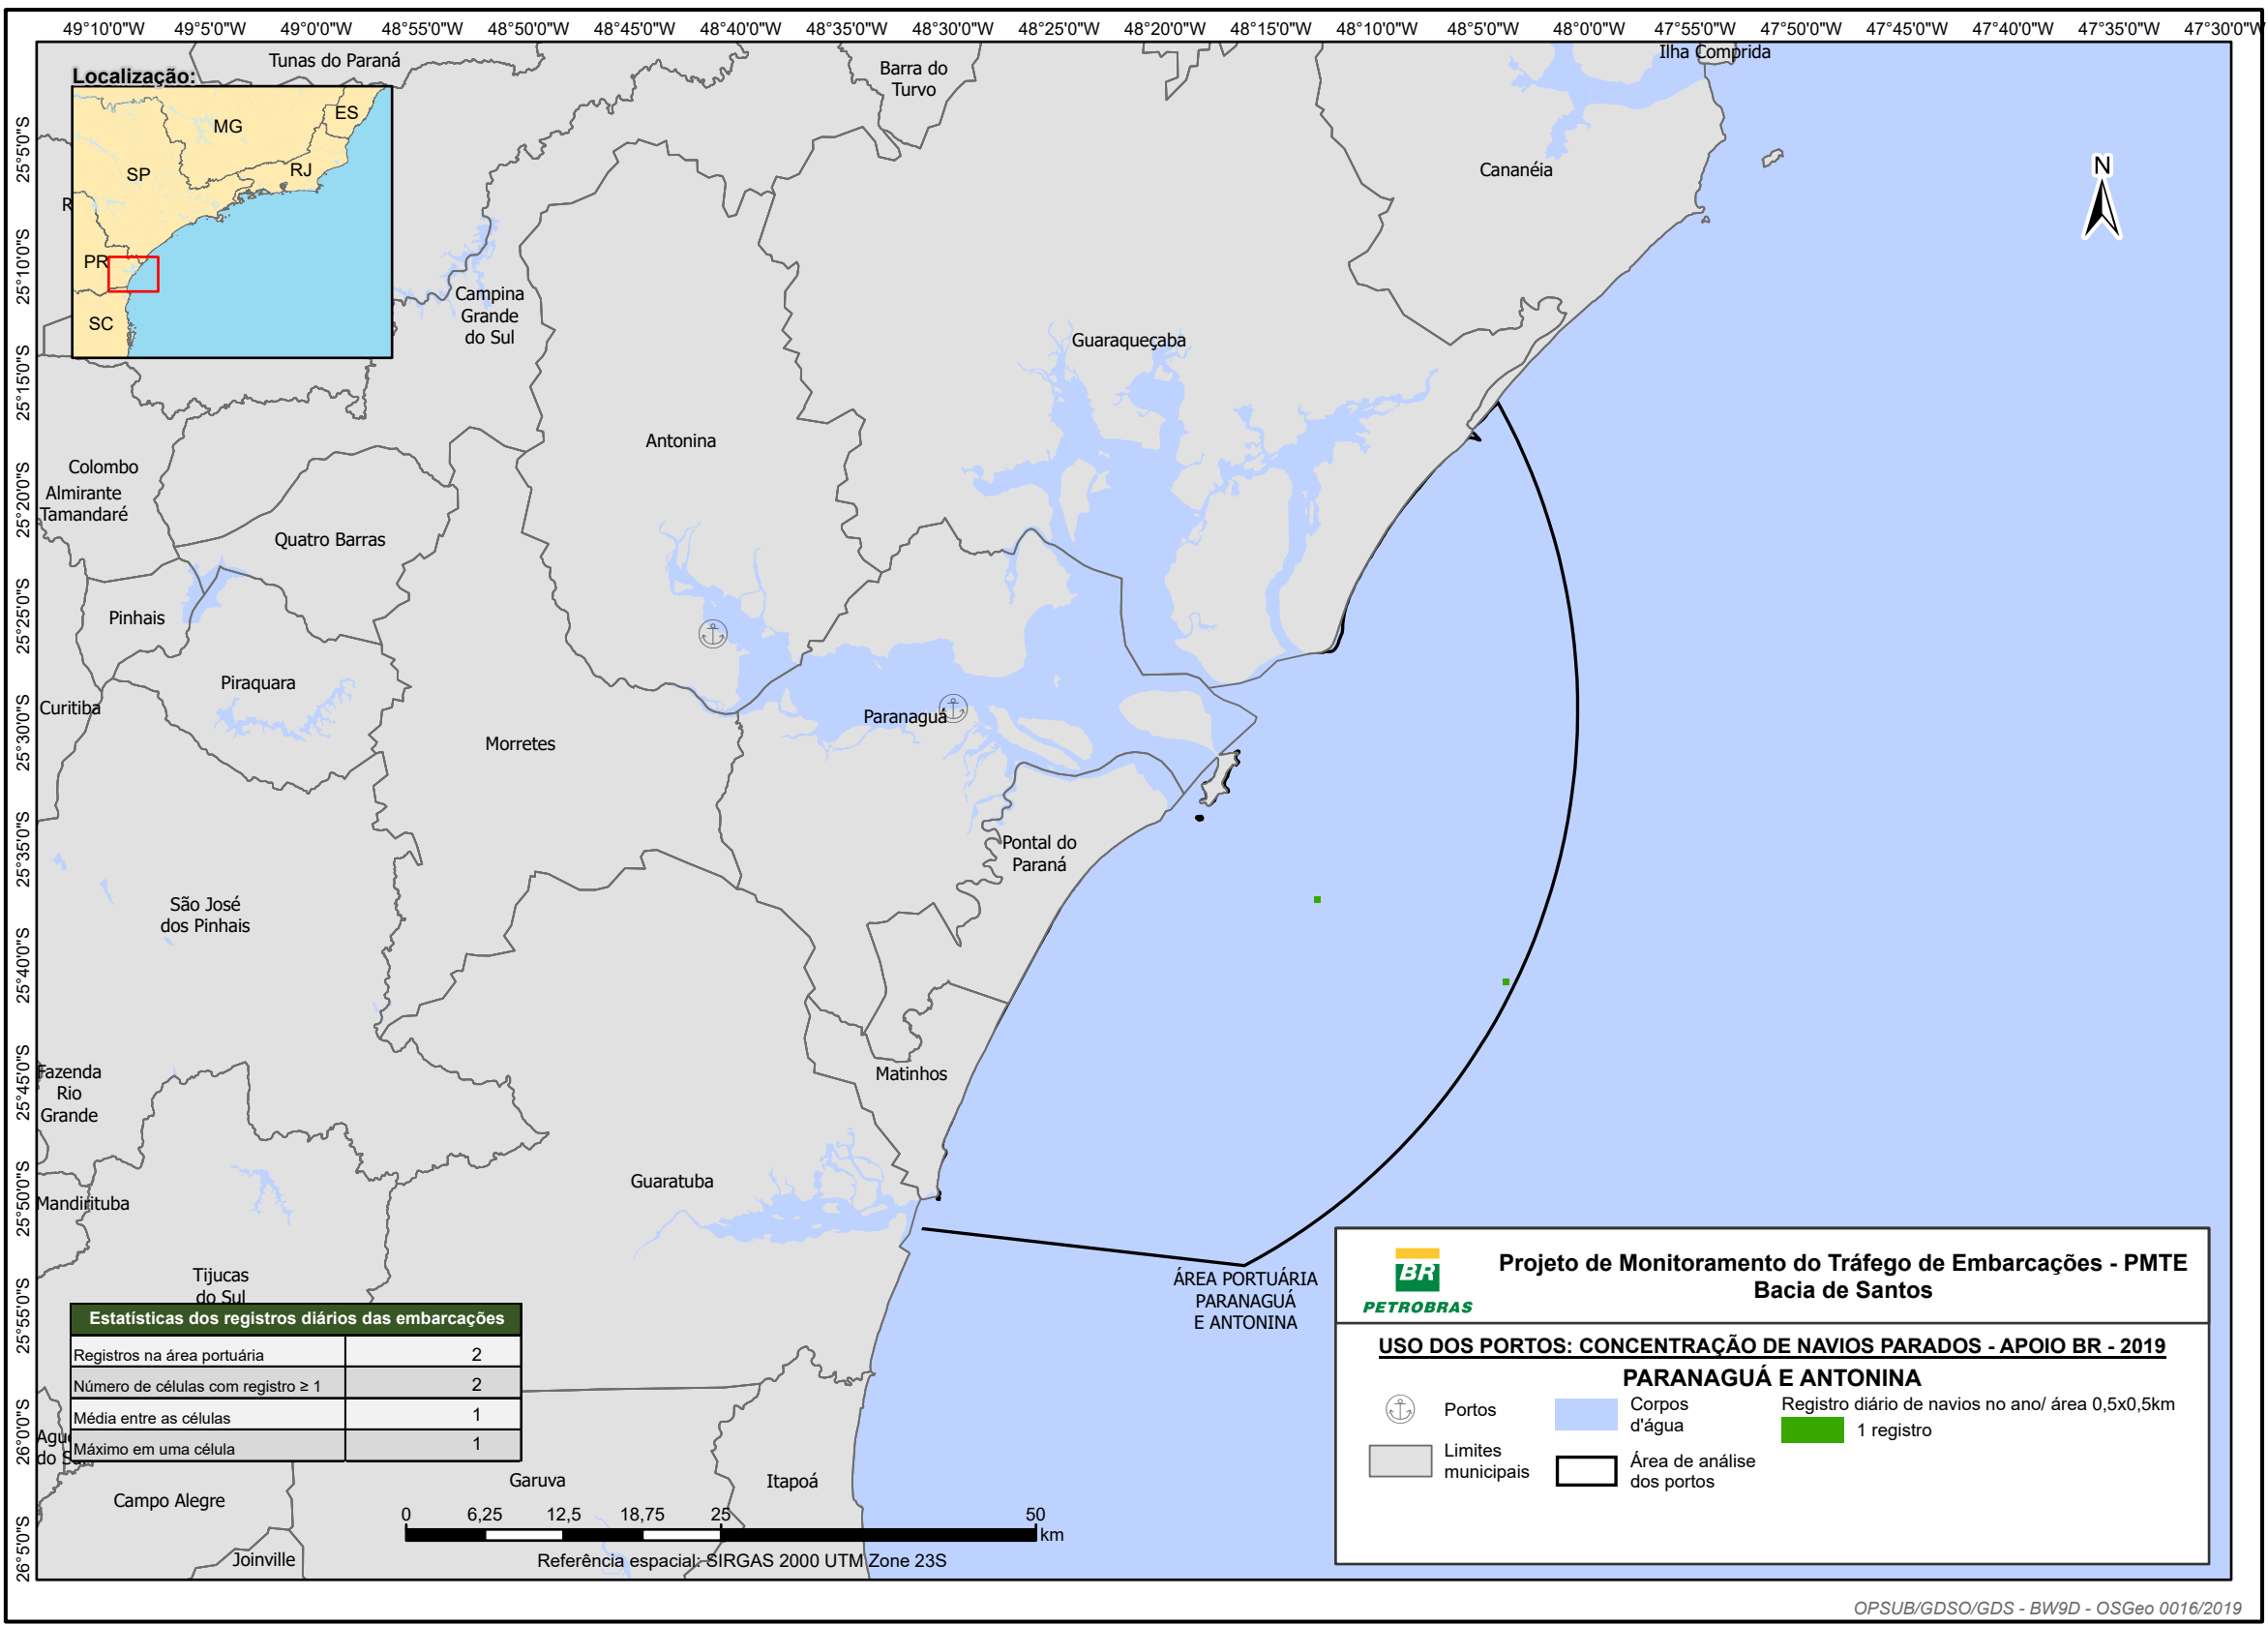 49°10'0"W 49°5'0"W 49°0'0"W 48°55'0"W 48°50'0"W 48°45'0"W 48°40'0"W 48°35'0"W 48°30'0"W 48°25'0"W 48°20'0"W 48°15'0"W 48°10'0"W 48°5'0"W 48°0'0"W 47°55'0"W 47°50'0"W 47°45'0"W 47°40'0"W 47°35'0"W 47°30'0"W
25°5'0"S
25°10'0"S
25°15'0"S
25°20'0"S
25°25'0"S
25°30'0"S
25°35'0"S
25°40'0"S
25°45'0"S
25°50'0"S
25°55'0"S
26°0'0"S
26°5'0"S
Localização:
MG
ES
SP
RJ
R
PR
SC
Tunas do Paraná
Barra do
Turvo
Ilha Comprida
Cananéia
N
Campina
Grande
do Sul
Guaraqueçaba
Antonina
Colombo
Almirante
Tamandaré
Quatro Barras
Pinhais
Piraquara
Curitiba
Morretes
Paranaguá
Pontal do
Paraná
São José
dos Pinhais
Matinhos
Fazenda
Rio
Grande
Guaratuba
Mandirituba
Tijucas
do Sul
ÁREA PORTUÁRIA
PARANAGUÁ
E ANTONINA
Estatísticas dos registros diários das embarcações
Registros na área portuária 2
Número de células com registro ≥ 1 2
Média entre as células 1
Máximo em uma célula 1
Campo Alegre
Garuva
Itapoá
Joinville
0 6,25 12,5 18,75 25 50
km
Referência espacial: SIRGAS 2000 UTM Zone 23S
BR
PETROBRAS
Projeto de Monitoramento do Tráfego de Embarcações - PMTE
Bacia de Santos
USO DOS PORTOS: CONCENTRAÇÃO DE NAVIOS PARADOS - APOIO BR - 2019
PARANAGUÁ E ANTONINA
Portos
Limites
municipais
Corpos
d'água
Área de análise
dos portos
Registro diário de navios no ano/ área 0,5x0,5km
1 registro
OPSUB/GDSO/GDS - BW9D - OSGeo 0016/2019